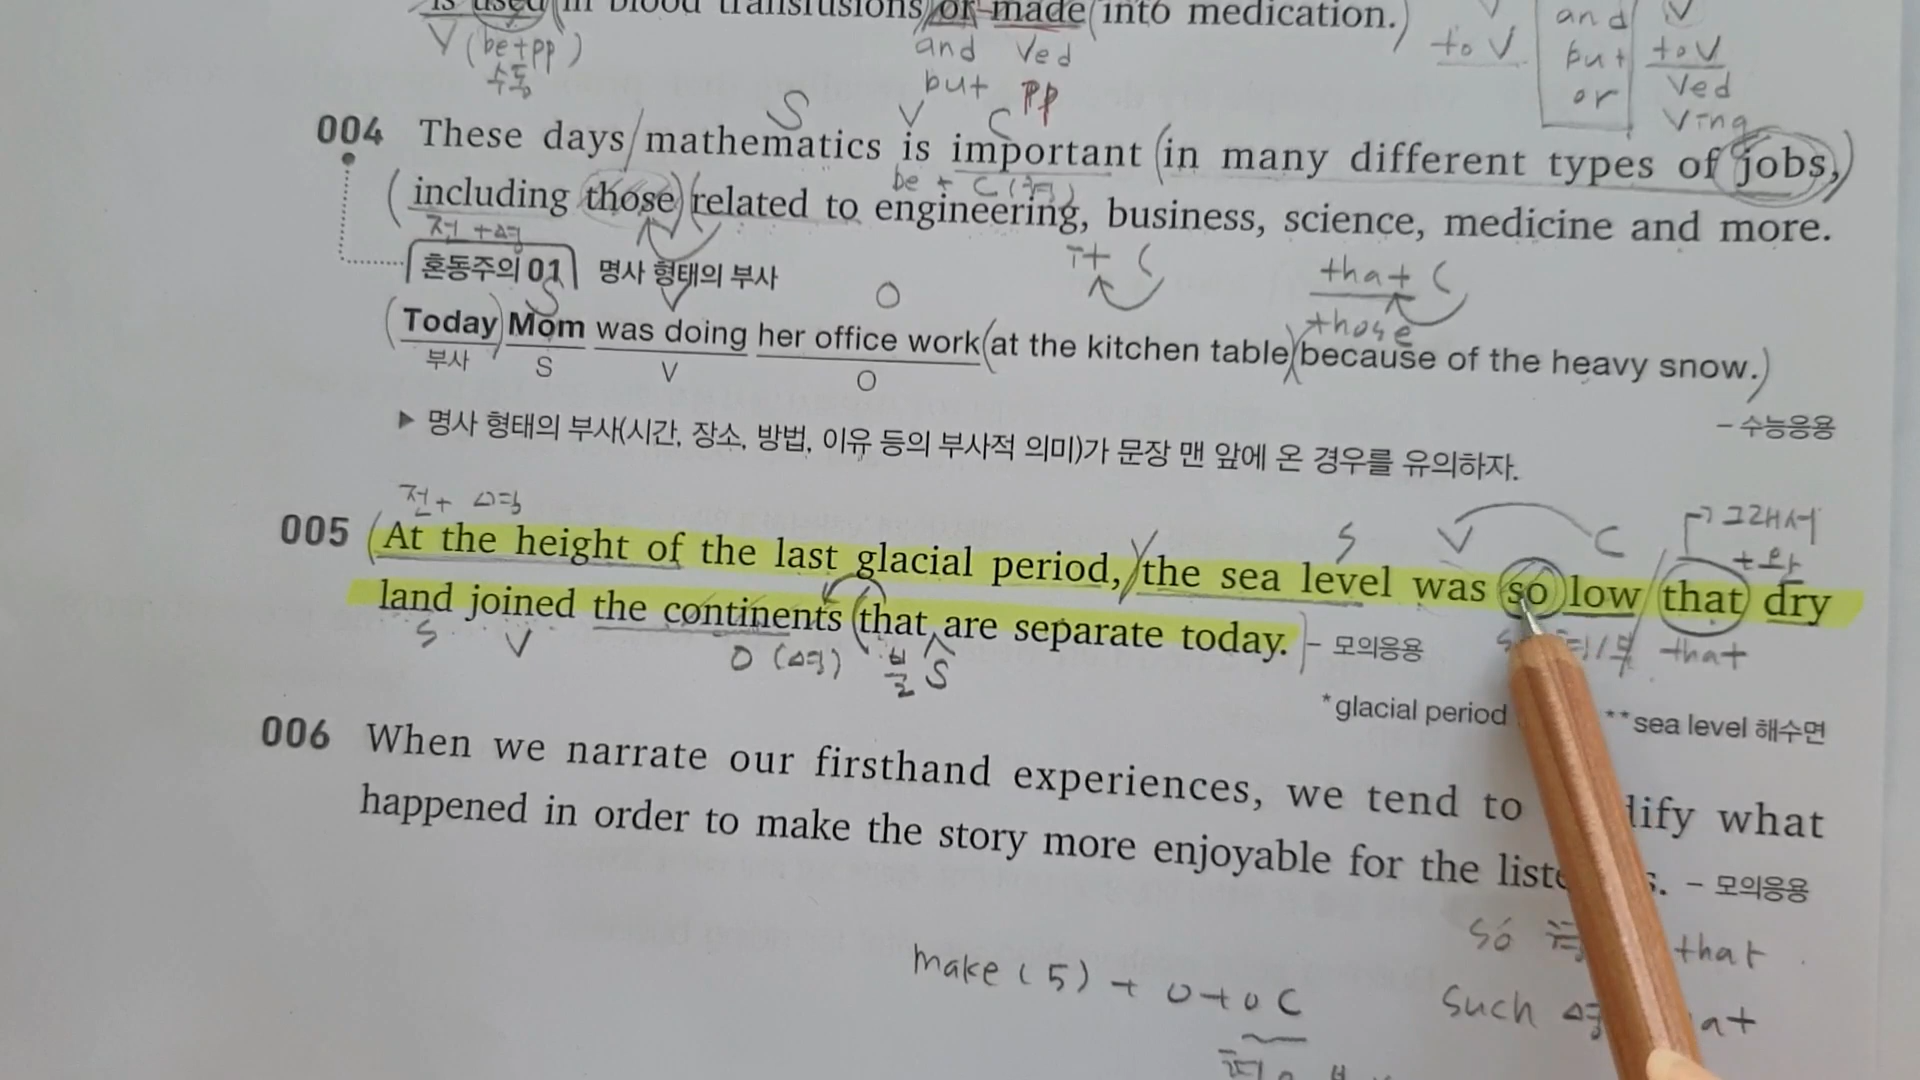 is used in blood transfusions or made into medication.
V (be+pp) and Ved to V and V
수동 but pp but to V
or Ved
Ving
S V C
004 These days mathematics is important in many different types of jobs,
be + C (형)
including those related to engineering, business, science, medicine and more.
전 +명
혼동주의 01 명사 형태의 부사 it that
S V O those
Today Mom was doing her office work at the kitchen table because of the heavy snow.
부사 S V O
– 수능응용
▶ 명사 형태의 부사(시간, 장소, 방법, 이유 등의 부사적 의미)가 문장 맨 앞에 온 경우를 유의하자.
전+ 명 S V C 그래서
+완
005 At the height of the last glacial period, the sea level was so low that dry
land joined the continents that are separate today. – 모의응용
S V O (명) 불 S 형/부 that
*glacial period **sea level 해수면
006 When we narrate our firsthand experiences, we tend to what
happened in order to make the story more enjoyable for the – 모의응용
so that
make (5) + O + O C such